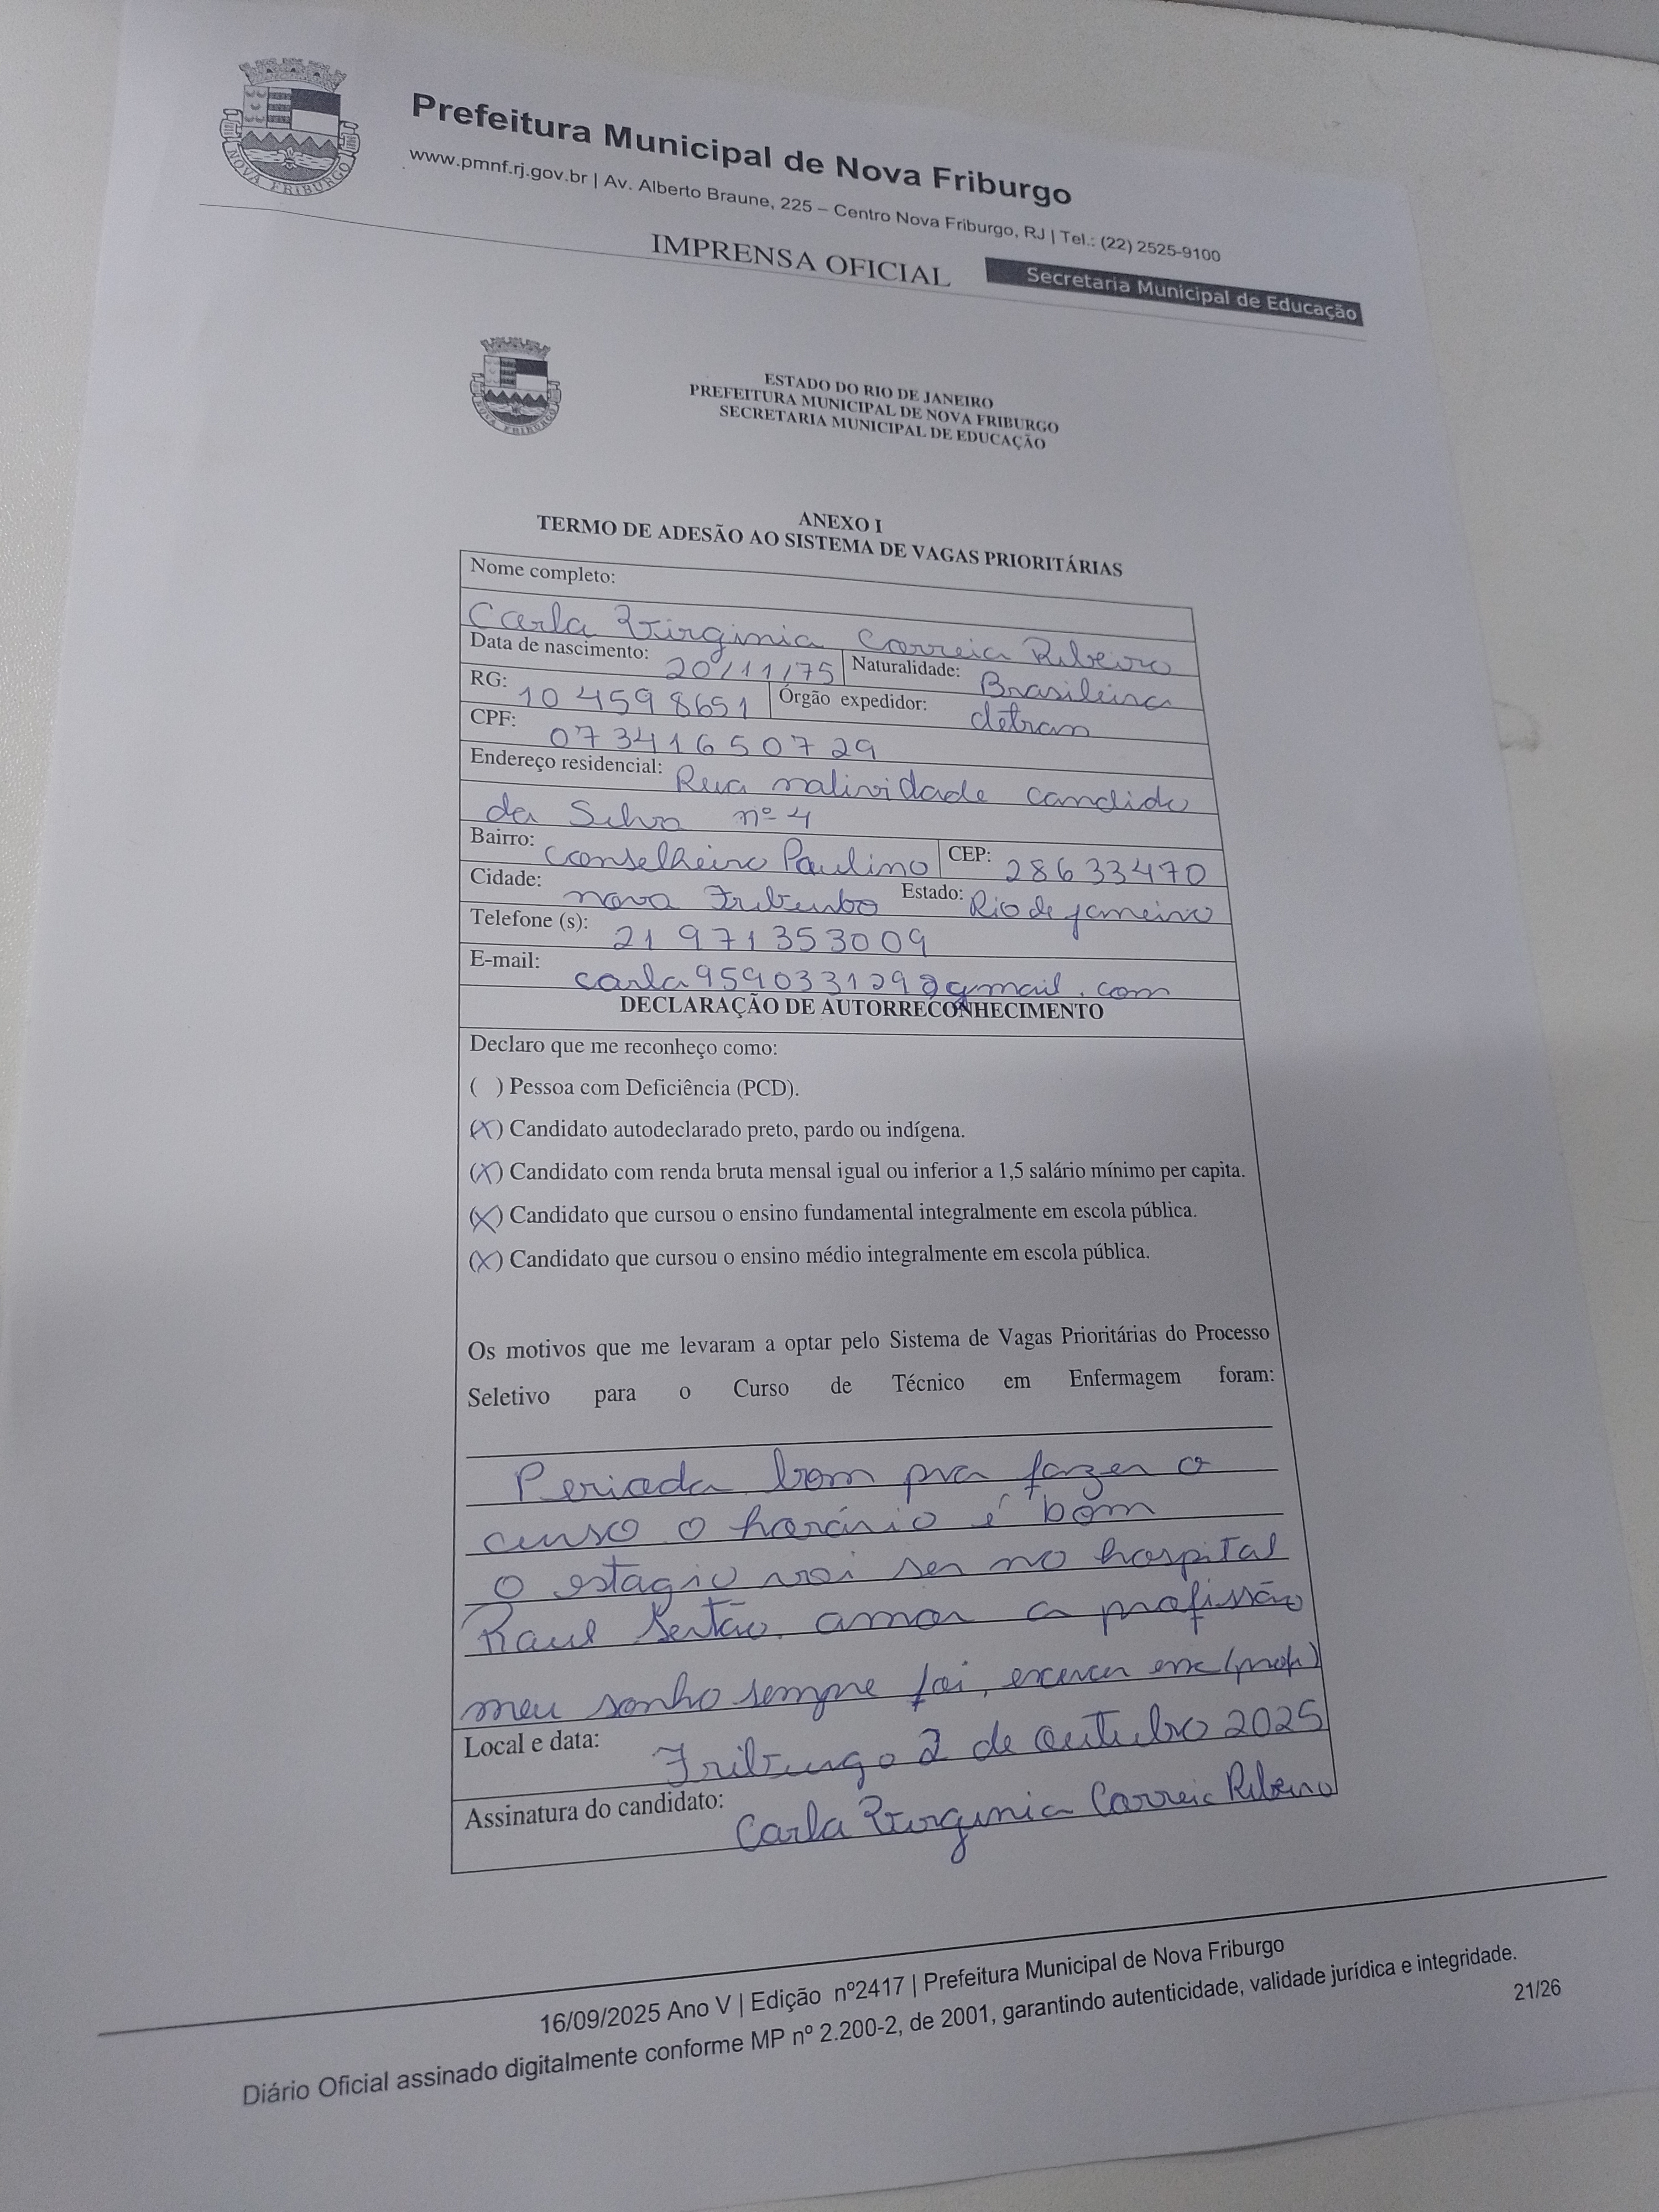 NOVA FRIBURGO
Prefeitura Municipal de Nova Friburgo
www.pmnf.rj.gov.br | Av. Alberto Braune, 225 – Centro Nova Friburgo, RJ | Tel.: (22) 2525-9100
IMPRENSA OFICIAL
Secretaria Municipal de Educação
NOVA FRIBURGO
ESTADO DO RIO DE JANEIRO
PREFEITURA MUNICIPAL DE NOVA FRIBURGO
SECRETARIA MUNICIPAL DE EDUCAÇÃO
ANEXO I
TERMO DE ADESÃO AO SISTEMA DE VAGAS PRIORITÁRIAS
Nome completo:
Carla Virginia Correia Ribeiro
Data de nascimento: 20/11/75 Naturalidade: Brasileira
RG: 10 4598651 Órgão expedidor: detran
CPF: 07341650729
Endereço residencial: Rua natividade candido
da Silva nº 4
Bairro: Conselheiro Paulino CEP: 28633470
Cidade: nova Estado: Rio de janeiro
Telefone (s): 21 971353009
E-mail: carla959033129@gmail.com
DECLARAÇÃO DE AUTORRECONHECIMENTO
Declaro que me reconheço como:
( ) Pessoa com Deficiência (PCD).
(X) Candidato autodeclarado preto, pardo ou indígena.
(X) Candidato com renda bruta mensal igual ou inferior a 1,5 salário mínimo per capita.
(X) Candidato que cursou o ensino fundamental integralmente em escola pública.
(X) Candidato que cursou o ensino médio integralmente em escola pública.
Os motivos que me levaram a optar pelo Sistema de Vagas Prioritárias do Processo
Seletivo para o Curso de Técnico em Enfermagem foram:
Perioda bom pra fazer o
curso o horário é bom
o estagio vai ser no hospital
Raul Sertão. amor a profissão
meu sonho sempre foi, exercer
Local e data: Friburgo 2 de outubro 2025
Assinatura do candidato: Carla Virginia Correia Ribeiro
16/09/2025 Ano V | Edição nº2417 | Prefeitura Municipal de Nova Friburgo
Diário Oficial assinado digitalmente conforme MP nº 2.200-2, de 2001, garantindo autenticidade, validade jurídica e integridade.
21/26